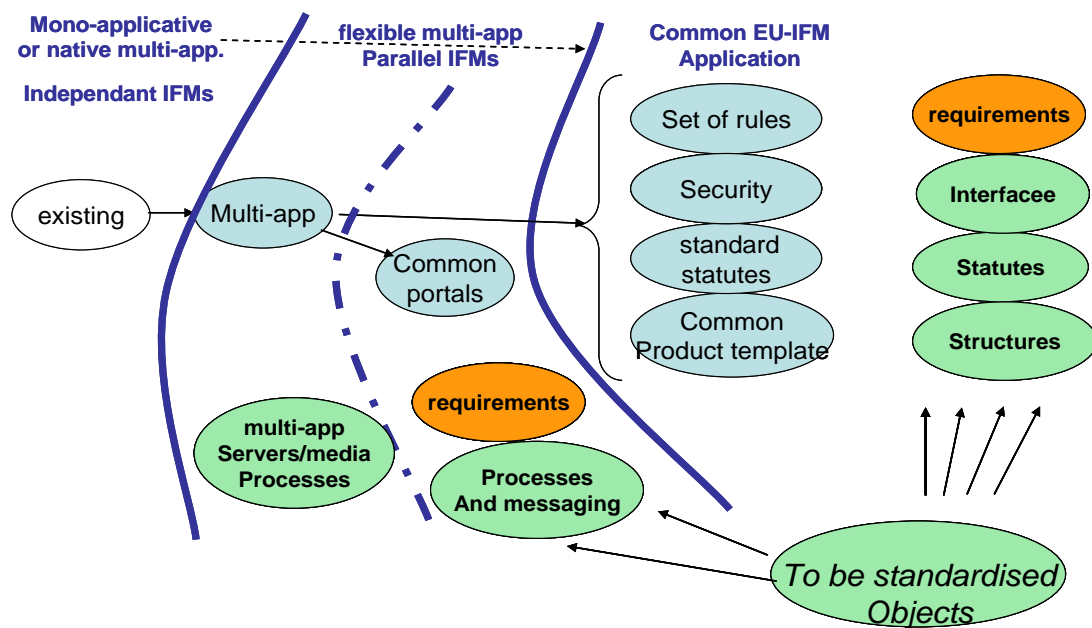 Mono-applicative
or native multi-app.
Independant IFMs
flexible multi-app
Parallel IFMs
Common EU-IFM
Application
existing
Multi-app
Common
portals
Set of rules
Security
standard
statutes
Common
Product template
requirements
Interfacee
Statutes
Structures
multi-app
Servers/media
Processes
requirements
Processes
And messaging
To be standardised
Objects